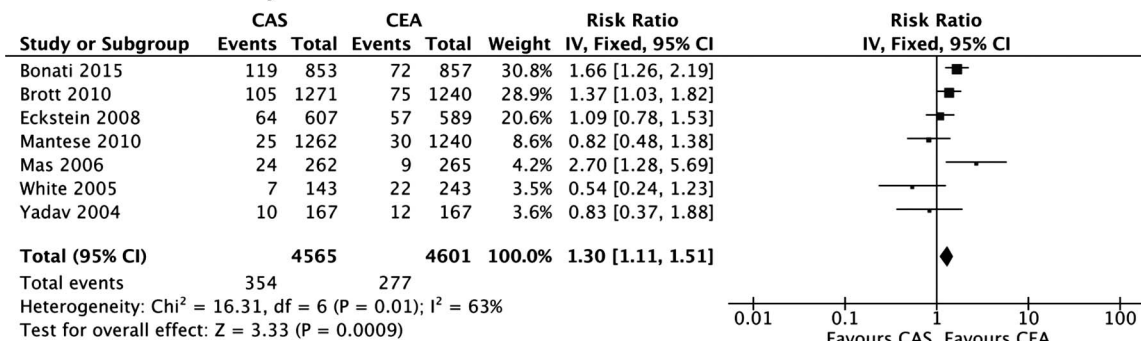 CAS CEA Risk Ratio Risk Ratio
Study or Subgroup Events Total Events Total Weight IV, Fixed, 95% CI IV, Fixed, 95% CI
Bonati 2015 119 853 72 857 30.8% 1.66 [1.26, 2.19]
Brott 2010 105 1271 75 1240 28.9% 1.37 [1.03, 1.82]
Eckstein 2008 64 607 57 589 20.6% 1.09 [0.78, 1.53]
Mantese 2010 25 1262 30 1240 8.6% 0.82 [0.48, 1.38]
Mas 2006 24 262 9 265 4.2% 2.70 [1.28, 5.69]
White 2005 7 143 22 243 3.5% 0.54 [0.24, 1.23]
Yadav 2004 10 167 12 167 3.6% 0.83 [0.37, 1.88]
Total (95% CI) 4565 4601 100.0% 1.30 [1.11, 1.51]
Total events 354 277
Heterogeneity: Chi² = 16.31, df = 6 (P = 0.01); I² = 63%
Test for overall effect: Z = 3.33 (P = 0.0009)
0.01 0.1 1 10 100
Favours CAS Favours CEA